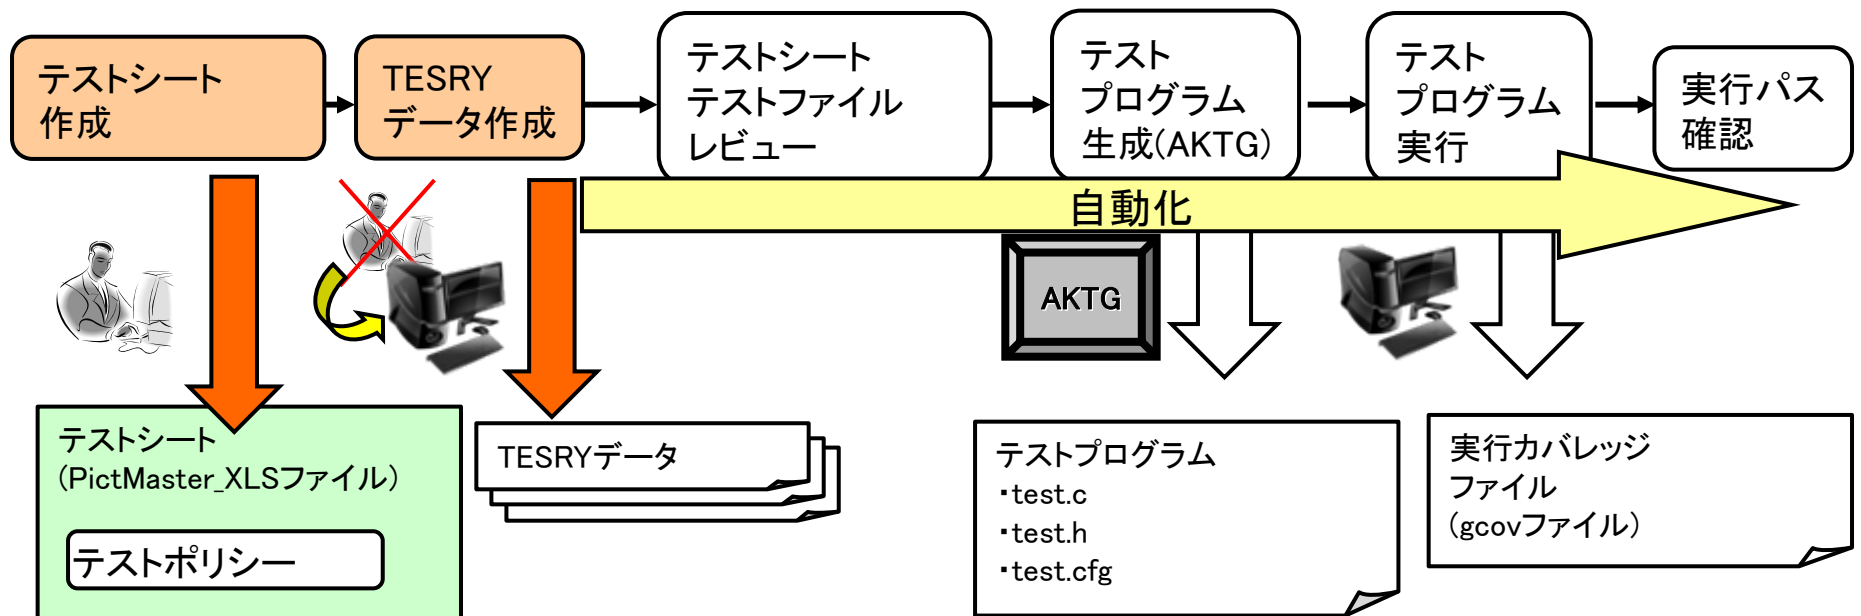 テストシート
作成
TESRY
データ作成
テストシート
テストファイル
レビュー
テスト
プログラム
生成(AKTG)
テスト
プログラム
実行
実行パス
確認
自動化
AKTG
テストシート
(PictMaster_XLSファイル)
テストポリシー
TESRYデータ
テストプログラム
・test.c
・test.h
・test.cfg
実行カバレッジ
ファイル
(gcovファイル)